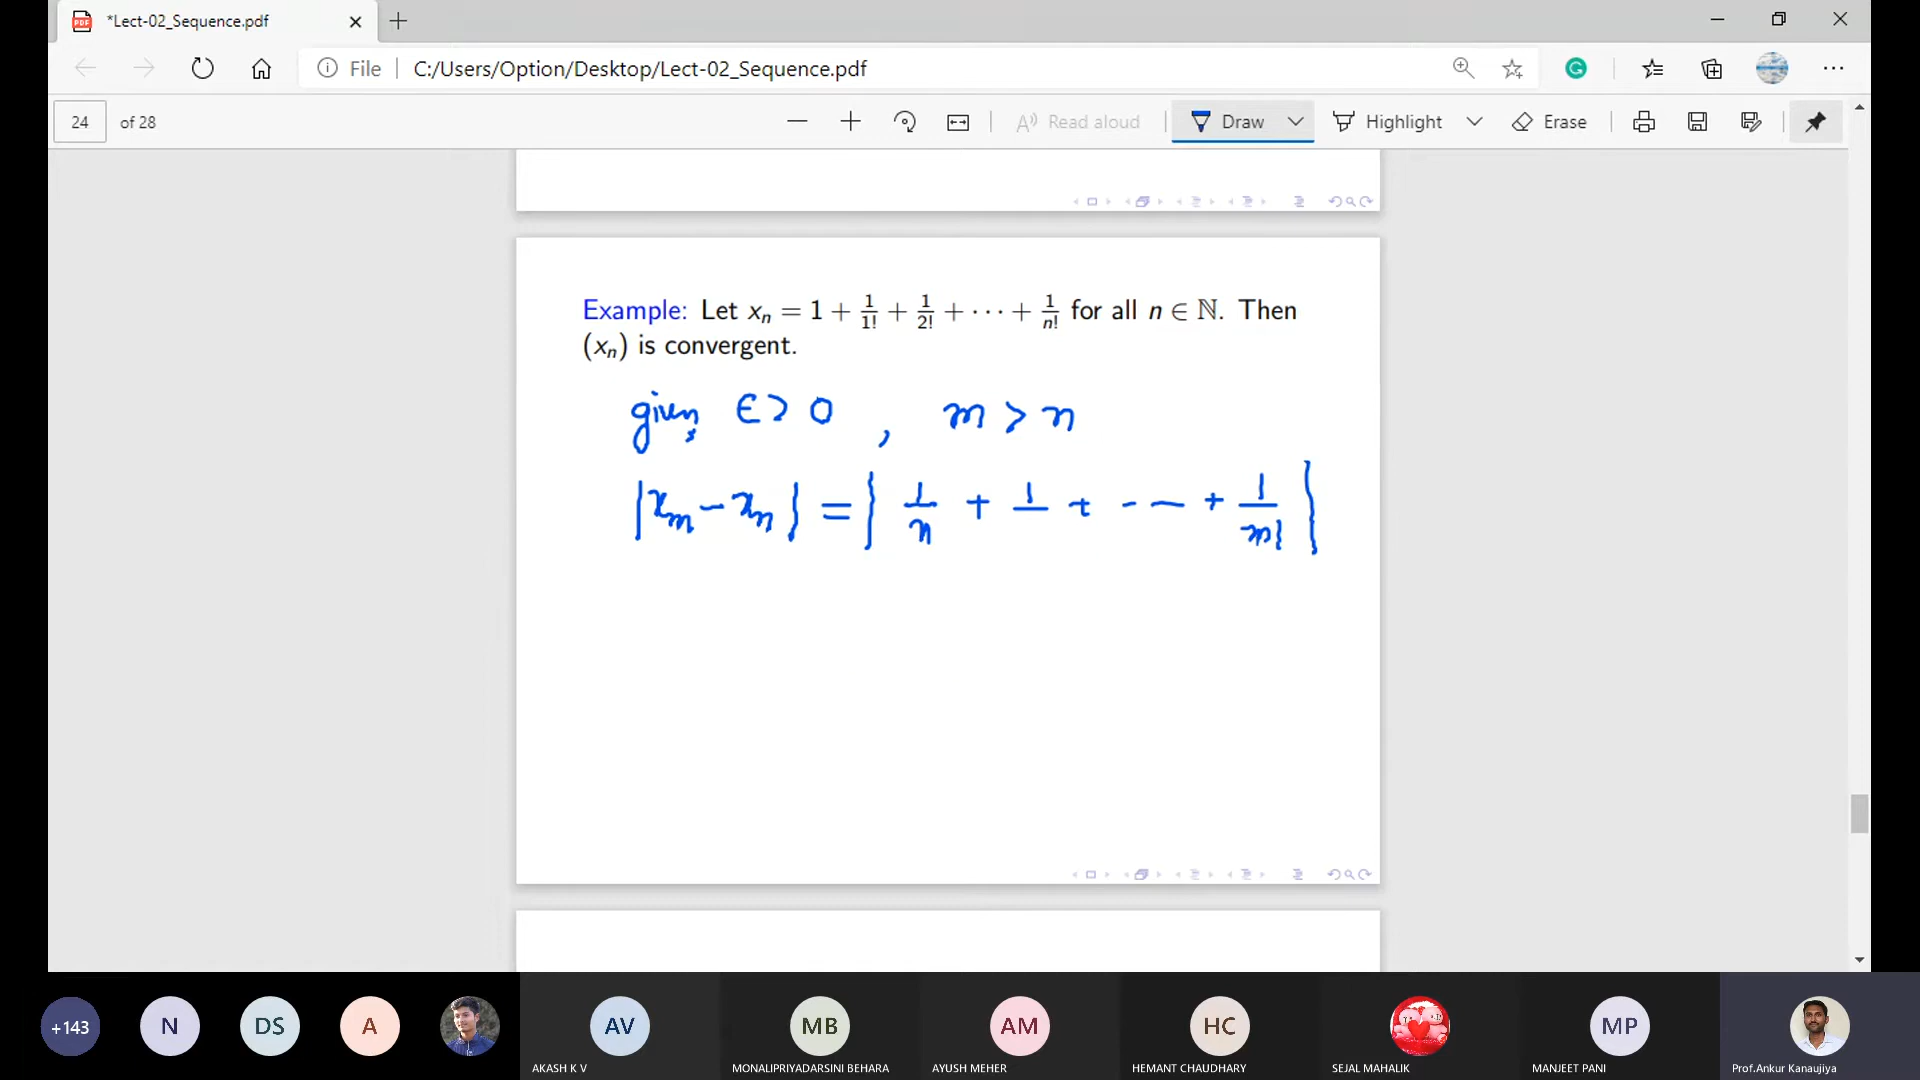 *Lect-02_Sequence.pdf
File | C:/Users/Option/Desktop/Lect-02_Sequence.pdf
24 of 28
Read aloud
Draw
Highlight
Erase
Example: Let xₙ = 1 + 1/1! + 1/2! + ··· + 1/n! for all n ∈ ℕ. Then
(xₙ) is convergent.
given ε > 0 , m > n
|xₘ - xₙ| = | 1/n + 1/ + - — + 1/m! |
+143
N
DS
A
AV
MB
AM
HC
MP
AKASH K V
MONALIPRIYADARSINI BEHARA
AYUSH MEHER
HEMANT CHAUDHARY
SEJAL MAHALIK
MANJEET PANI
Prof.Ankur Kanaujiya